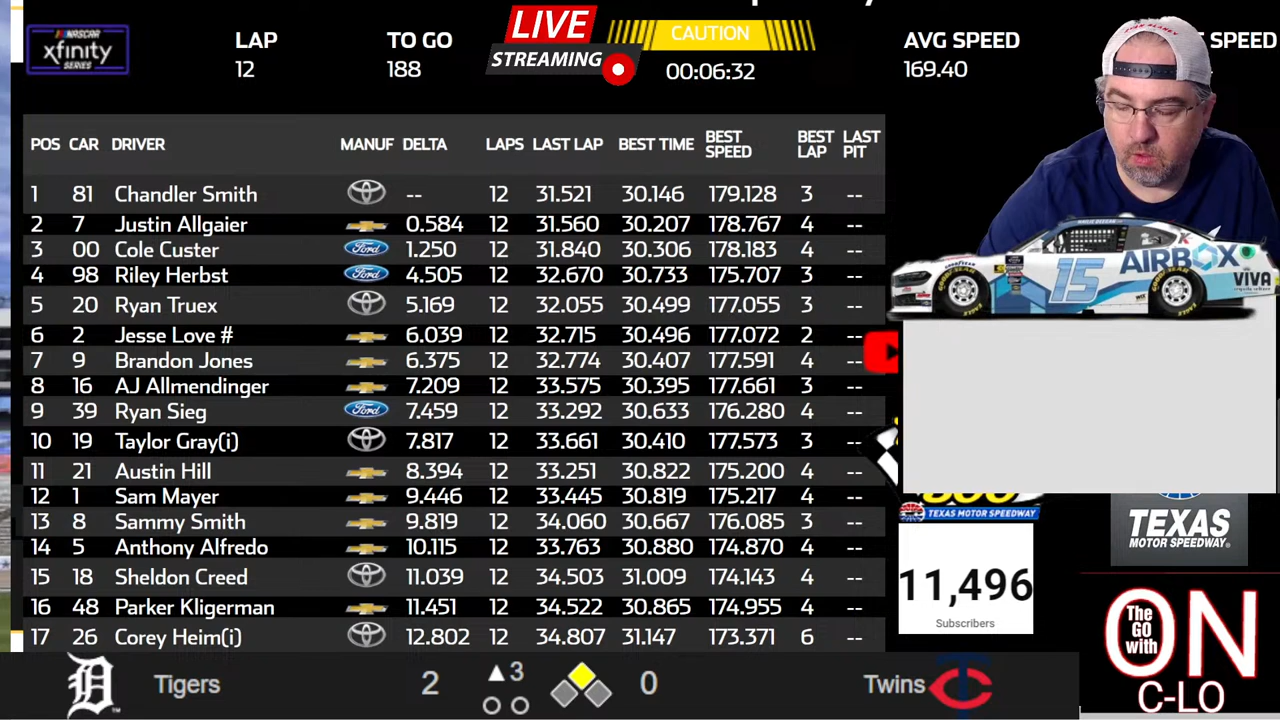 NASCAR
xfinity
SERIES
LAP
12
TO GO
188
LIVE
STREAMING
CAUTION
00:06:32
AVG SPEED
169.40
SPEED
RYAN BLANEY
POS CAR DRIVER MANUF DELTA LAPS LAST LAP BEST TIME BEST SPEED BEST LAP LAST PIT
1 81 Chandler Smith -- 12 31.521 30.146 179.128 3 --
2 7 Justin Allgaier 0.584 12 31.560 30.207 178.767 4 --
3 00 Cole Custer Ford 1.250 12 31.840 30.306 178.183 4 --
4 98 Riley Herbst Ford 4.505 12 32.670 30.733 175.707 3 --
5 20 Ryan Truex 5.169 12 32.055 30.499 177.055 3 --
6 2 Jesse Love # 6.039 12 32.715 30.496 177.072 2 --
7 9 Brandon Jones 6.375 12 32.774 30.407 177.591 4 --
8 16 AJ Allmendinger 7.209 12 33.575 30.395 177.661 3 --
9 39 Ryan Sieg Ford 7.459 12 33.292 30.633 176.280 4 --
10 19 Taylor Gray(i) 7.817 12 33.661 30.410 177.573 3 --
11 21 Austin Hill 8.394 12 33.251 30.822 175.200 4 --
12 1 Sam Mayer 9.446 12 33.445 30.819 175.217 4 --
13 8 Sammy Smith 9.819 12 34.060 30.667 176.085 3 --
14 5 Anthony Alfredo 10.115 12 33.763 30.880 174.870 4 --
15 18 Sheldon Creed 11.039 12 34.503 31.009 174.143 4 --
16 48 Parker Kligerman 11.451 12 34.522 30.865 174.955 4 --
17 26 Corey Heim(i) 12.802 12 34.807 31.147 173.371 6 --
15
AIRBOX
VIVA
TEXAS MOTOR SPEEDWAY
TEXAS
MOTOR SPEEDWAY
11,496
Subscribers
The
GO
with
ON
C-LO
D Tigers 2 ▲3 0 Twins TC